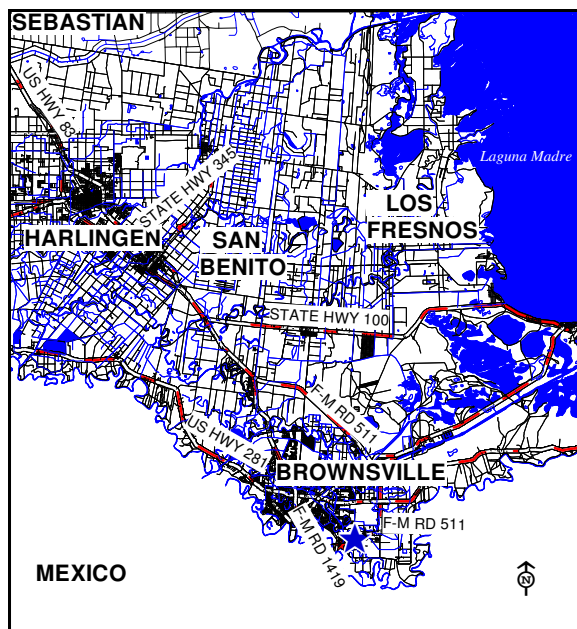 SEBASTIAN
US HWY 83
Laguna Madre
STATE HWY 345
LOS
FRESNOS
HARLINGEN
SAN
BENITO
STATE HWY 100
F-M RD 511
US HWY 281
BROWNSVILLE
F-M RD 511
F-M RD 1419
MEXICO
N